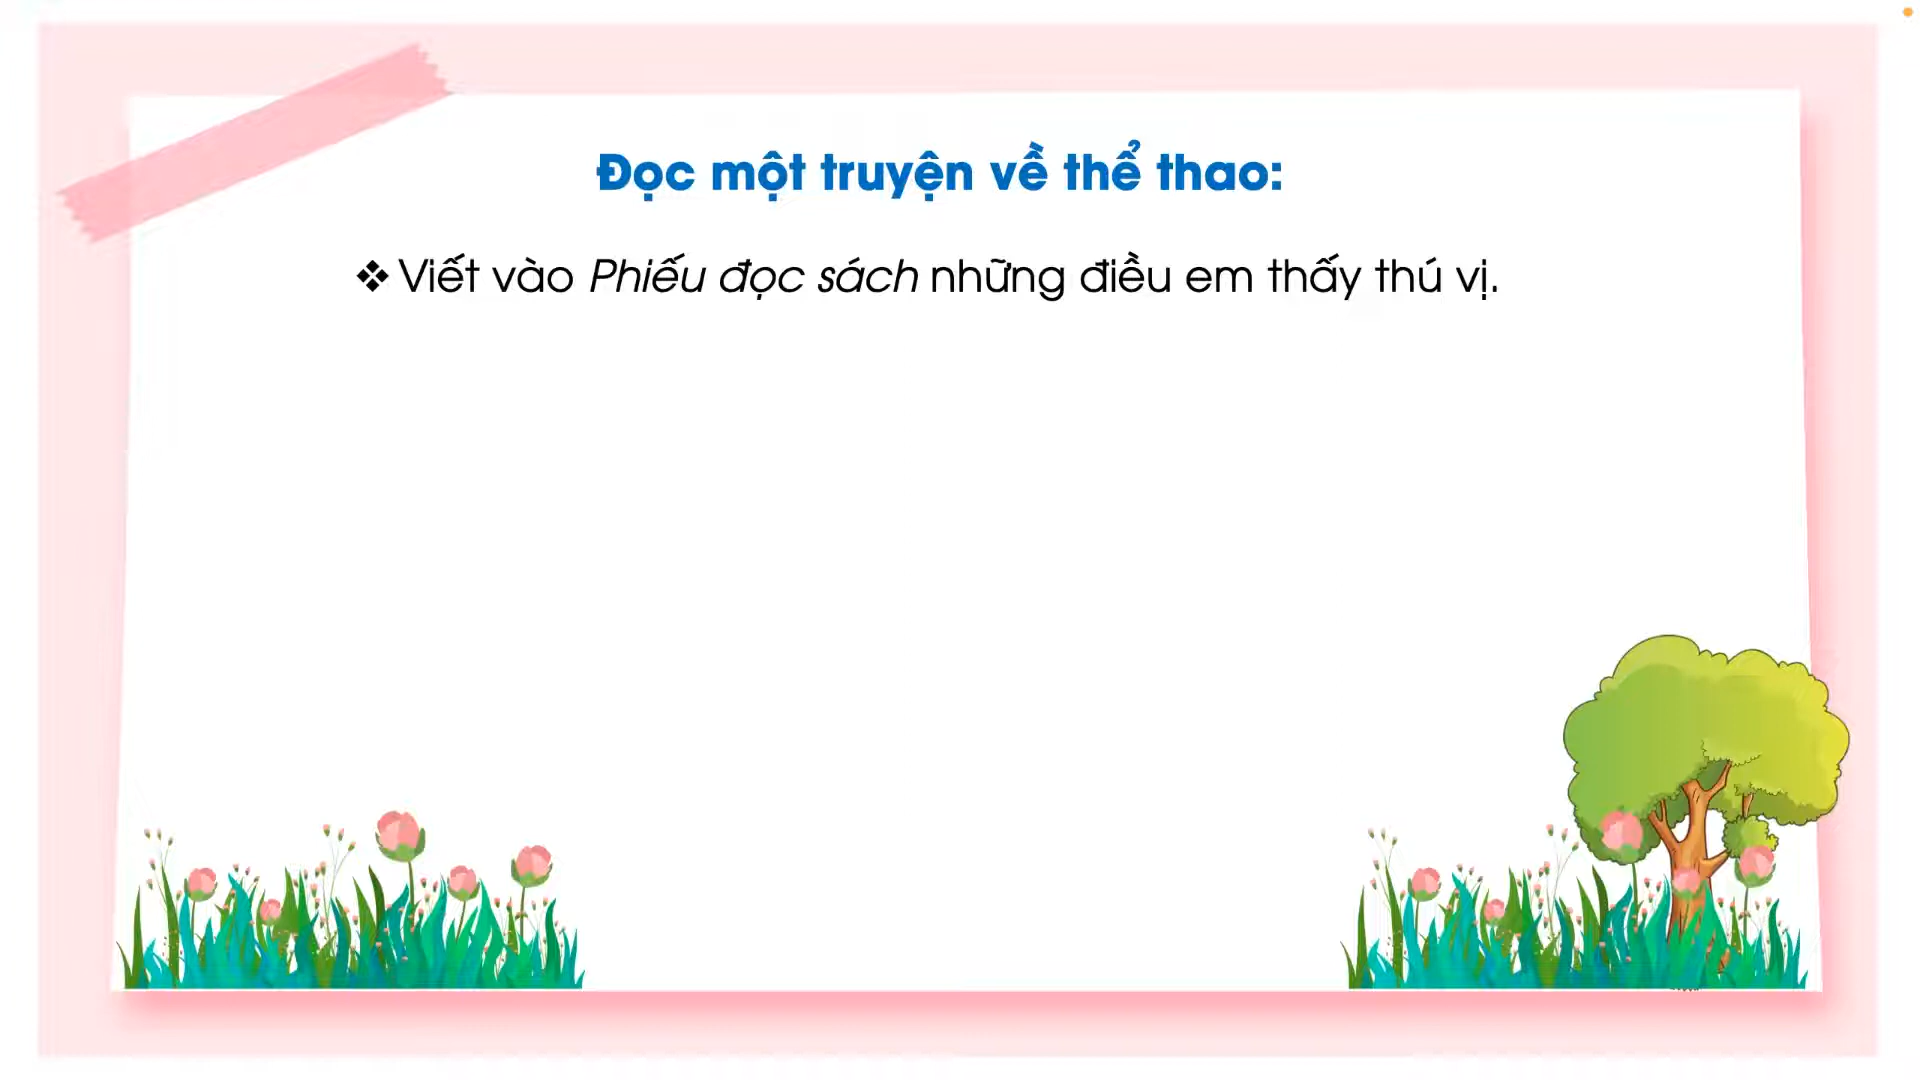 Đọc một truyện về thể thao:
❖ Viết vào Phiếu đọc sách những điều em thấy thú vị.